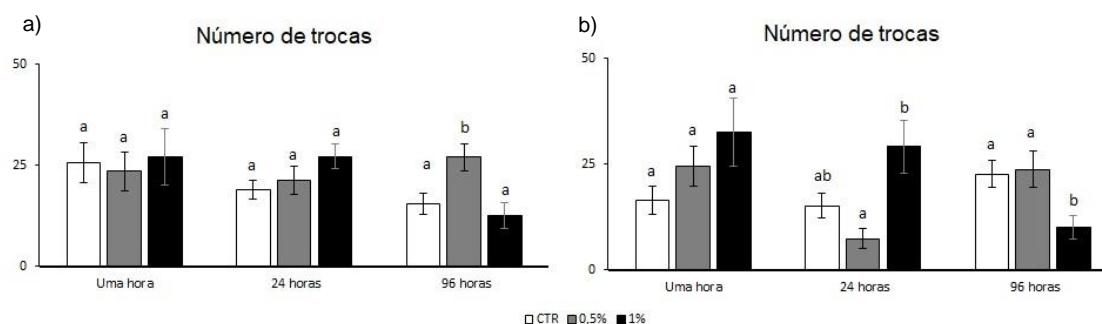 a)
Número de trocas
50
25
0
a a a
a a a
a b a
Uma hora 24 horas 96 horas
b)
Número de trocas
50
25
0
a a a
ab a b
a a b
Uma hora 24 horas 96 horas
CTR 0,5% 1%